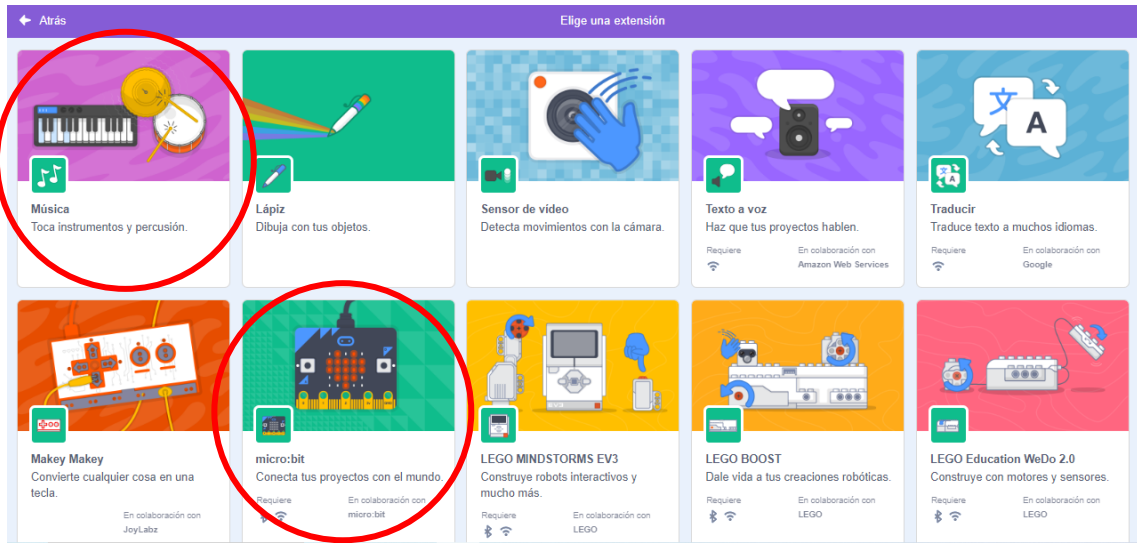 Atrás
Elige una extensión
Música
Toca instrumentos y percusión.
Lápiz
Dibuja con tus objetos.
Sensor de vídeo
Detecta movimientos con la cámara.
Texto a voz
Haz que tus proyectos hablen.
Requiere
En colaboración con
Amazon Web Services
Traducir
Traduce texto a muchos idiomas.
Requiere
En colaboración con
Google
Makey Makey
Convierte cualquier cosa en una
tecla.
En colaboración con
JoyLabz
micro:bit
Conecta tus proyectos con el mundo.
Requiere
En colaboración con
micro:bit
LEGO MINDSTORMS EV3
Construye robots interactivos y
mucho más.
Requiere
En colaboración con
LEGO
LEGO BOOST
Dale vida a tus creaciones robóticas.
Requiere
En colaboración con
LEGO
LEGO Education WeDo 2.0
Construye con motores y sensores.
Requiere
En colaboración con
LEGO
文
A